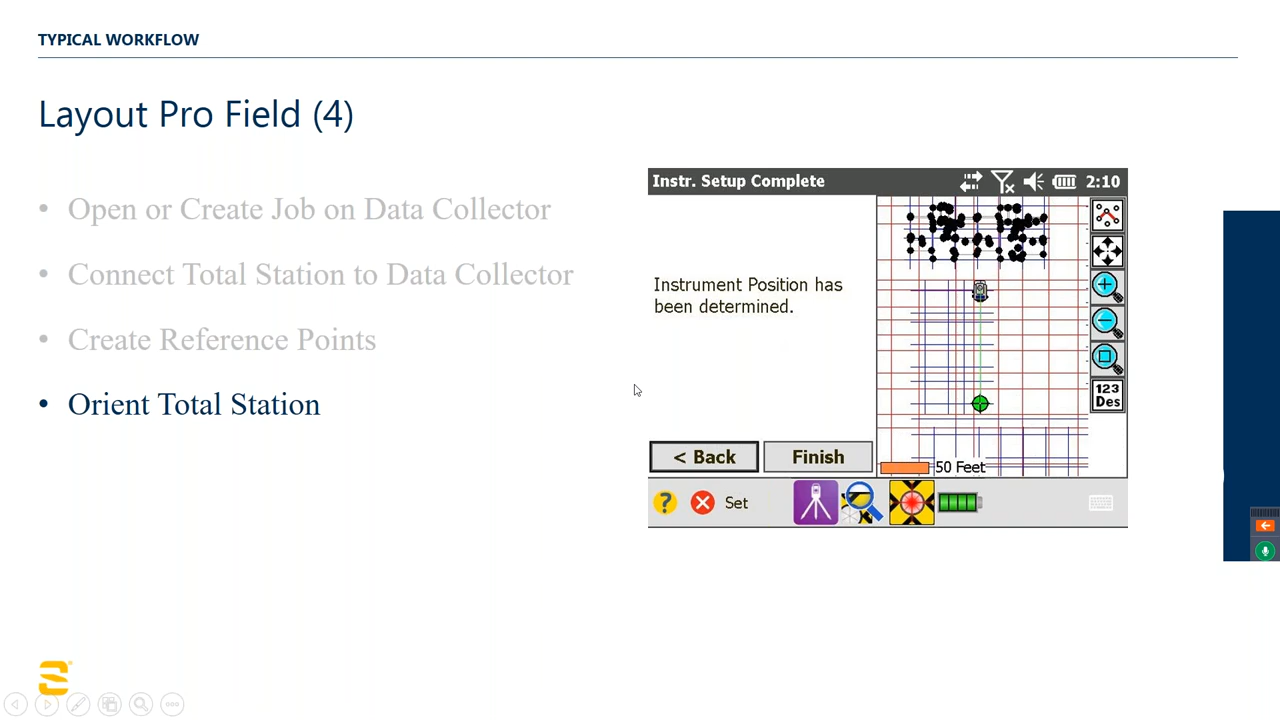 TYPICAL WORKFLOW
Layout Pro Field (4)
• Open or Create Job on Data Collector
• Connect Total Station to Data Collector
• Create Reference Points
• Orient Total Station
Instr. Setup Complete
2:10
Instrument Position has
been determined.
123
Des
< Back
Finish
50 Feet
? Set